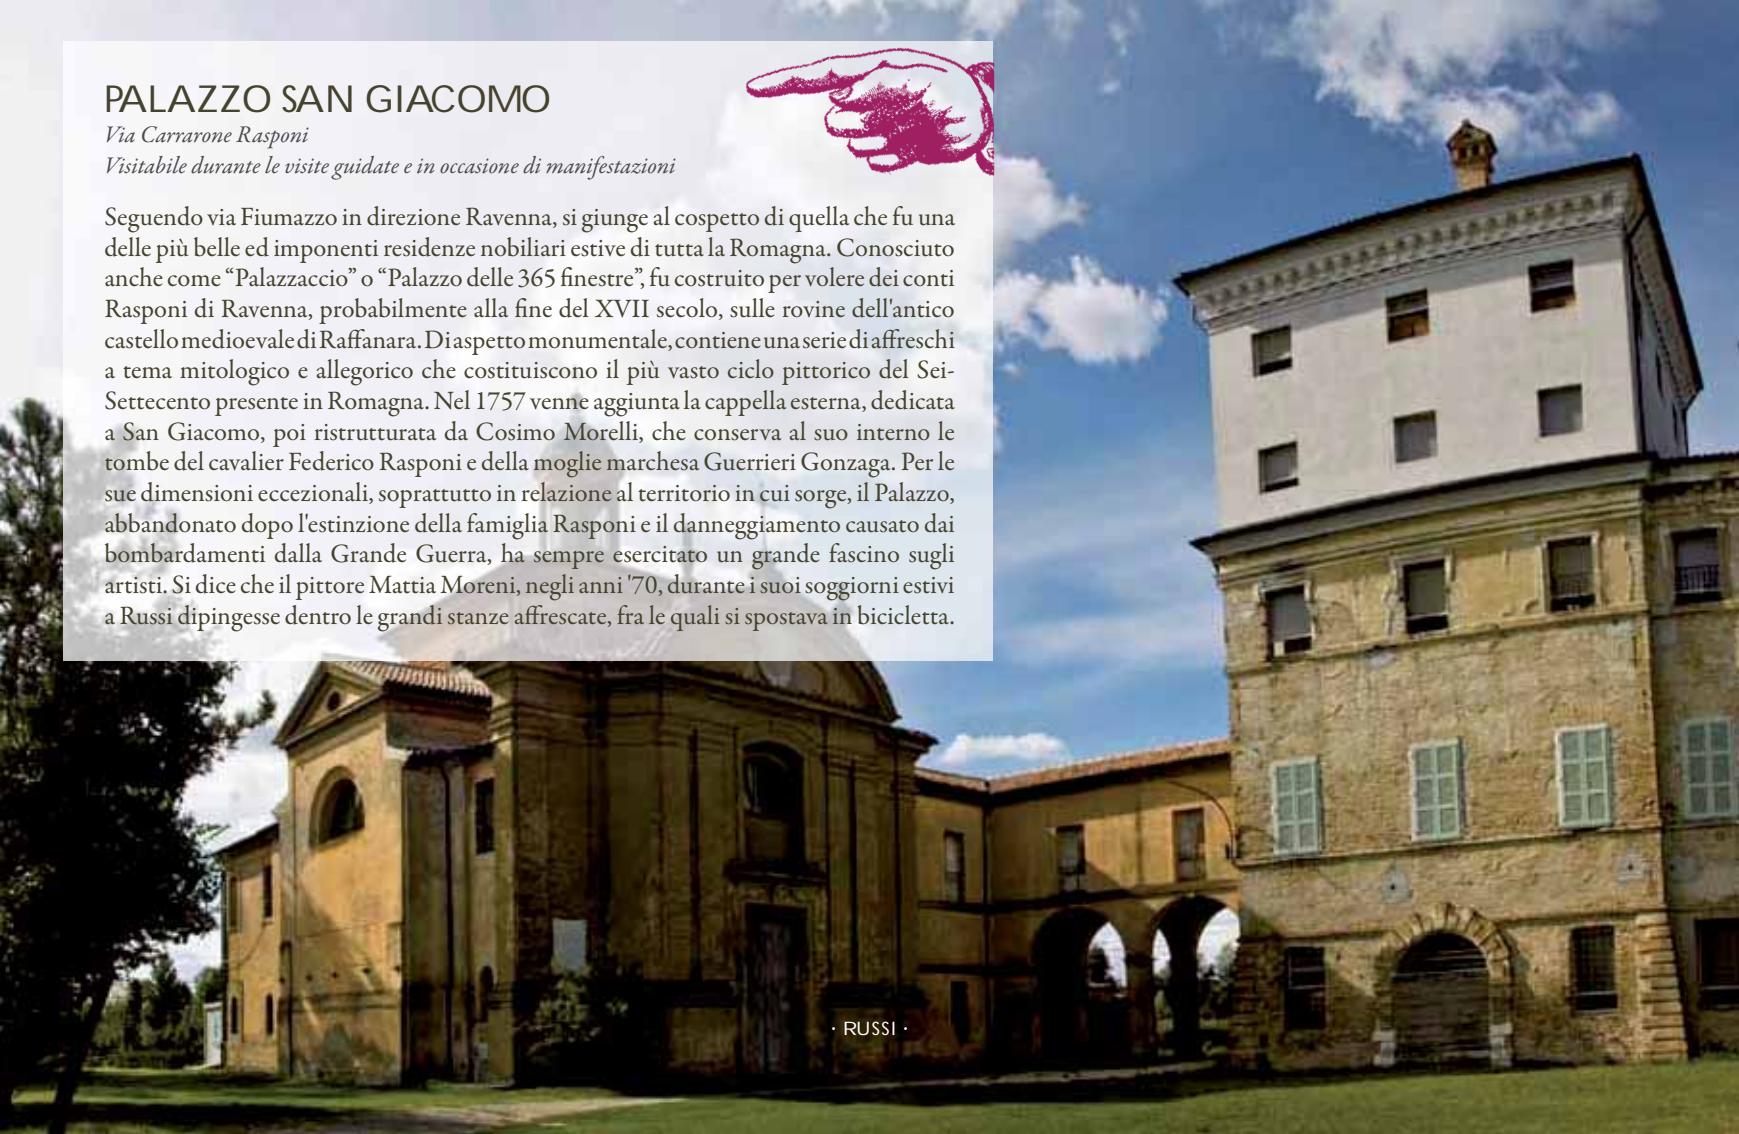 PALAZZO SAN GIACOMO
Via Carrarone Rasponi
Visitabile durante le visite guidate e in occasione di manifestazioni
Seguendo via Fiumazzo in direzione Ravenna, si giunge al cospetto di quella che fu una
delle più belle ed imponenti residenze nobiliari estive di tutta la Romagna. Conosciuto
anche come “Palazzaccio” o “Palazzo delle 365 finestre”, fu costruito per volere dei conti
Rasponi di Ravenna, probabilmente alla fine del XVII secolo, sulle rovine dell'antico
castello medioevale di Raffanara. Di aspetto monumentale, contiene una serie di affreschi
a tema mitologico e allegorico che costituiscono il più vasto ciclo pittorico del Sei-
Settecento presente in Romagna. Nel 1757 venne aggiunta la cappella esterna, dedicata
a San Giacomo, poi ristrutturata da Cosimo Morelli, che conserva al suo interno le
tombe del cavalier Federico Rasponi e della moglie marchesa Guerrieri Gonzaga. Per le
sue dimensioni eccezionali, soprattutto in relazione al territorio in cui sorge, il Palazzo,
abbandonato dopo l'estinzione della famiglia Rasponi e il danneggiamento causato dai
bombardamenti dalla Grande Guerra, ha sempre esercitato un grande fascino sugli
artisti. Si dice che il pittore Mattia Moreni, negli anni '70, durante i suoi soggiorni estivi
a Russi dipingesse dentro le grandi stanze affrescate, fra le quali si spostava in bicicletta.
· RUSSI ·